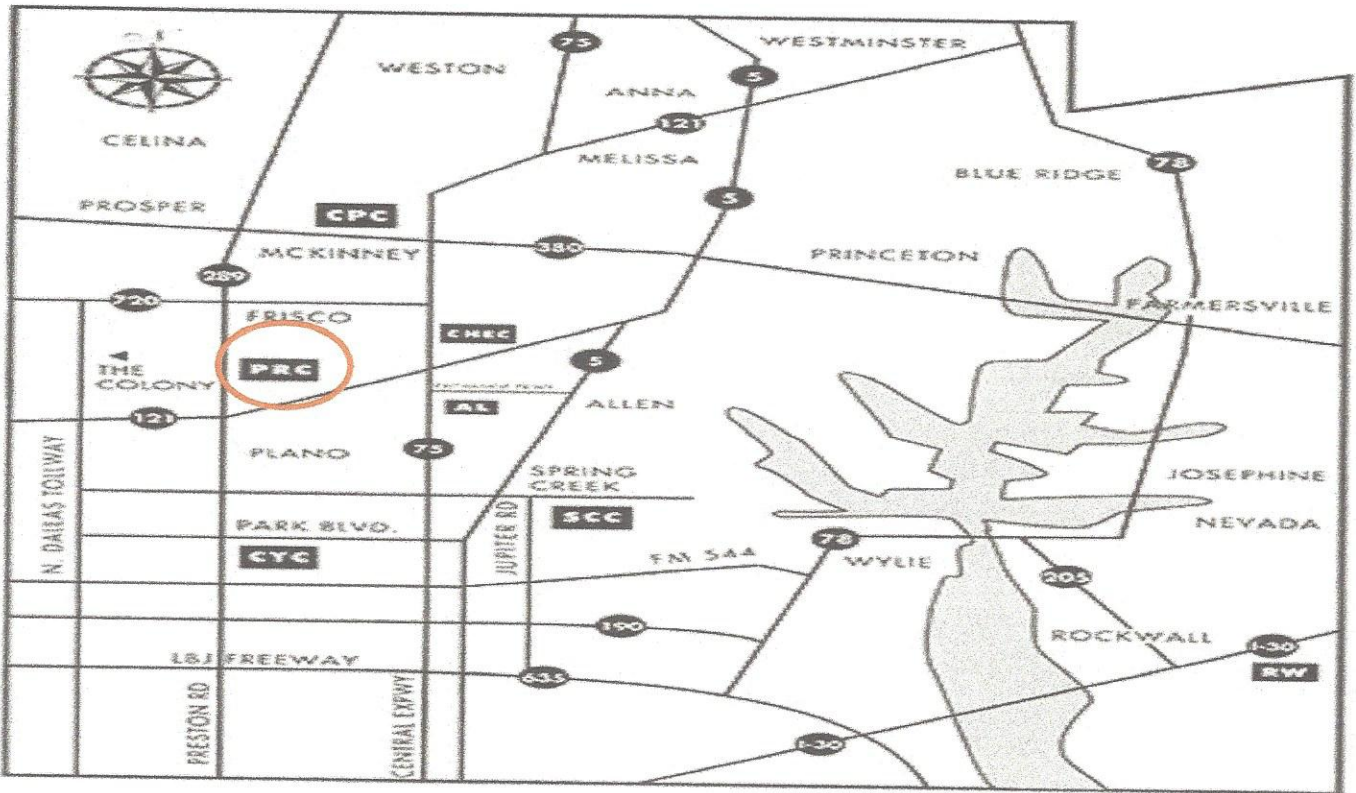 WESTMINSTER
75
WESTON
5
ANNA
121
CELINA
MELISSA
78
BLUE RIDGE
5
PROSPER
CPC
380
MCKINNEY
PRINCETON
289
720
FARMERSVILLE
FRISCO
CHEC
THE
COLONY
PRC
5
AL
ALLEN
121
PLANO
75
SPRING
CREEK
JOSEPHINE
N. DALLAS TOLLWAY
PARK BLVD.
JUPITER RD
SCC
NEVADA
CYC
FM 544
78
WYLIE
205
190
ROCKWALL
I-30
LBJ FREEWAY
635
RW
PRESTON RD
CENTRAL EXPWY
I-30